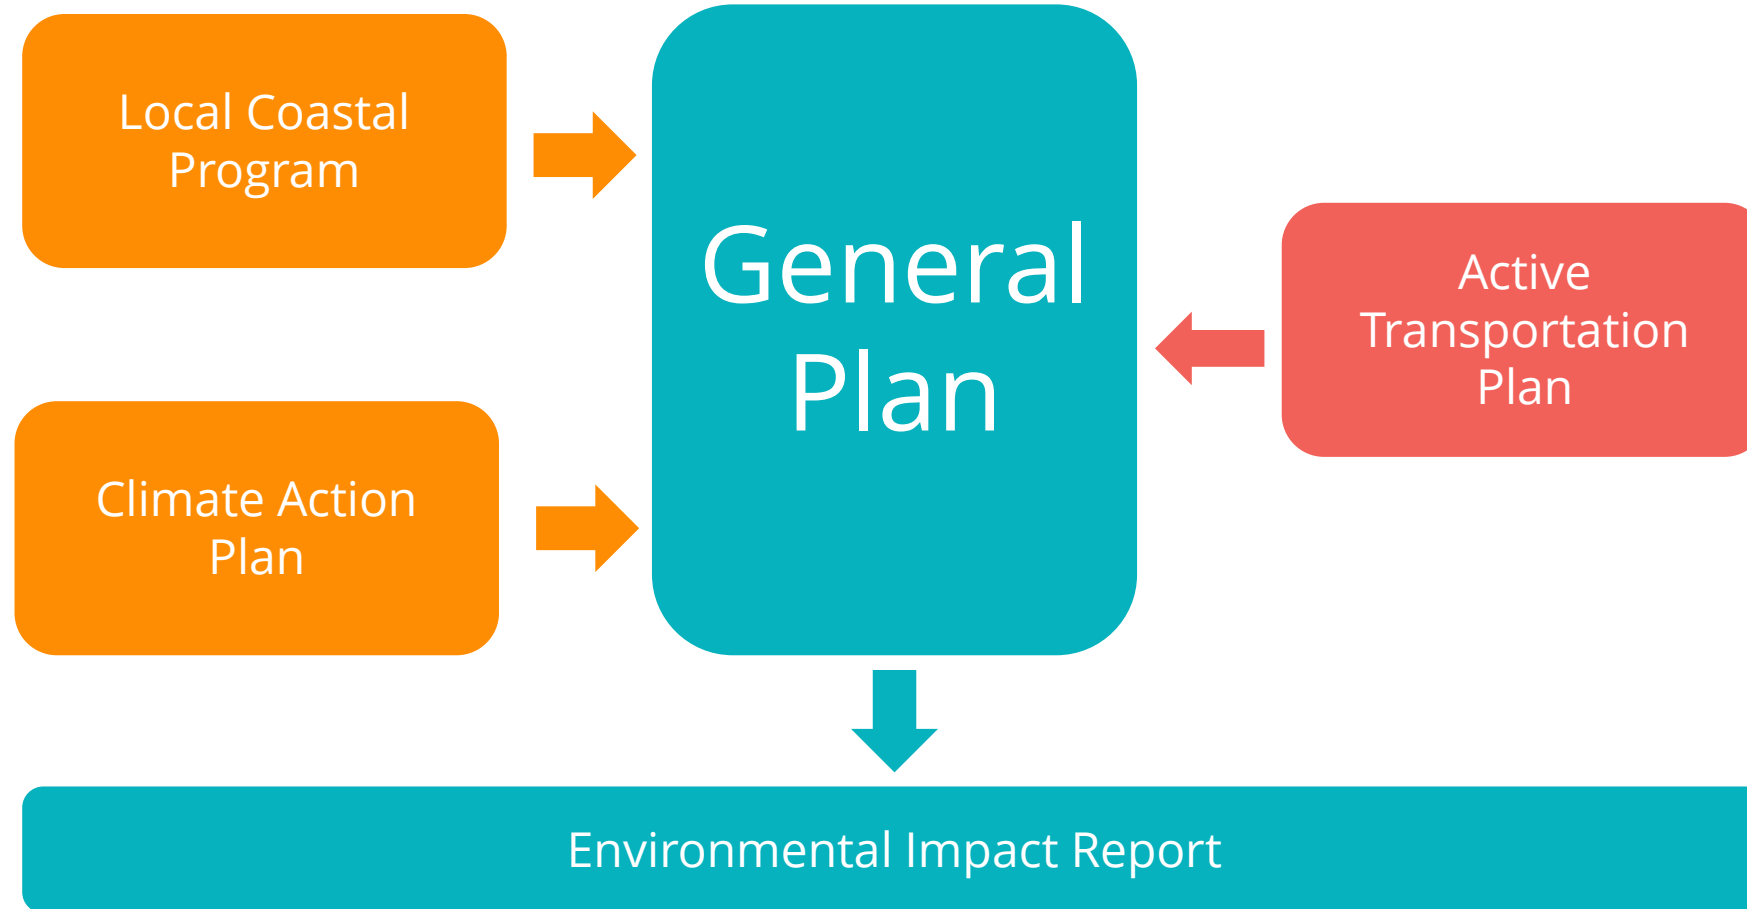 Local Coastal
Program
General
Plan
Active
Transportation
Plan
Climate Action
Plan
Environmental Impact Report